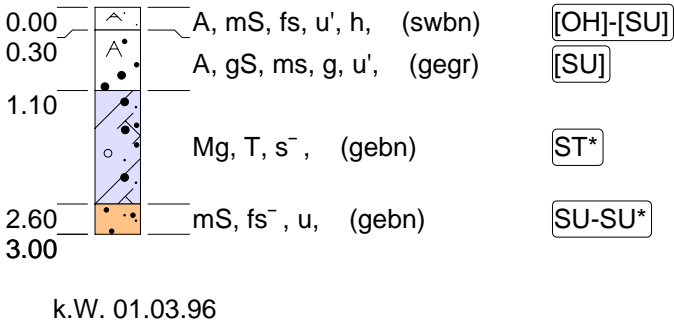 0.00 A, mS, fs, u', h, (swbn) [OH]-[SU]
0.30
A, gS, ms, g, u', (gegr) [SU]
1.10
Mg, T, s¯, (gebn) ST*
2.60 mS, fs¯, u, (gebn) SU-SU*
3.00
k.W. 01.03.96